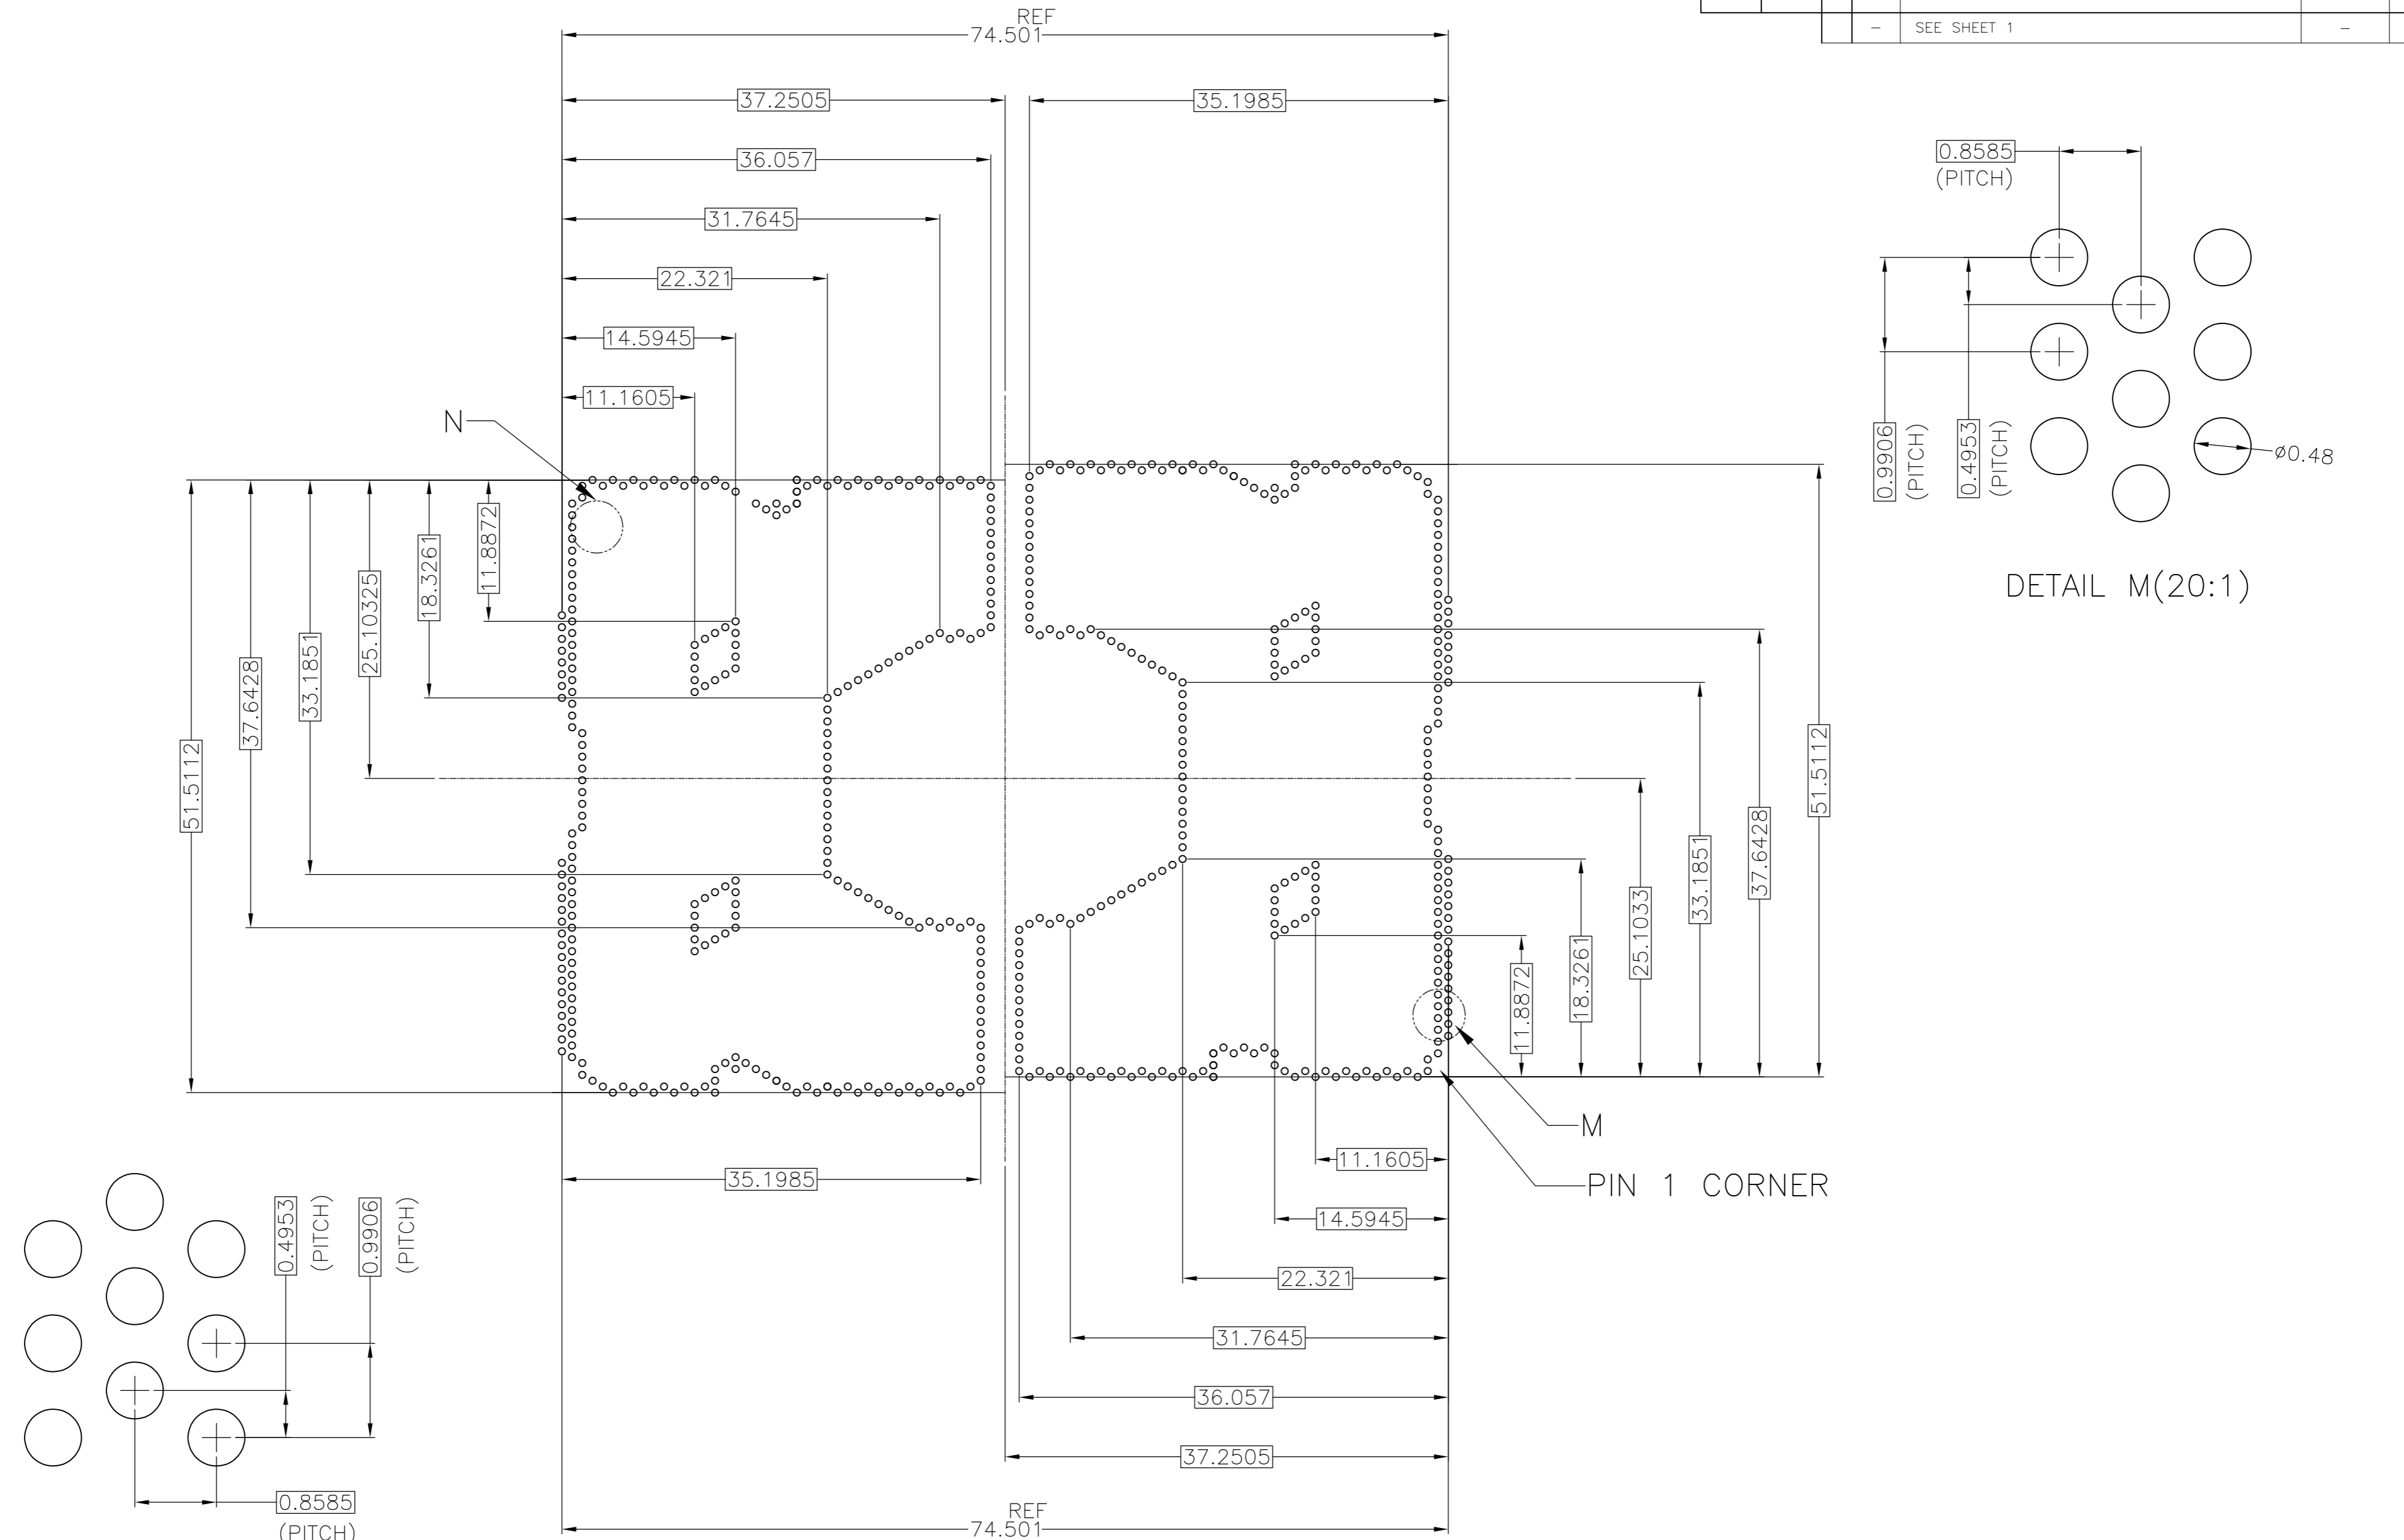 – SEE SHEET 1 –
REF
74.501
37.2505
35.1985
36.057
31.7645
22.321
14.5945
11.1605
N
51.5112
37.6428
33.1851
25.10325
18.3261
11.8872
0.8585
(PITCH)
0.9906
(PITCH)
0.4953
(PITCH)
⌀0.48
DETAIL M(20:1)
51.5112
37.6428
33.1851
25.1033
18.3261
11.8872
M
PIN 1 CORNER
35.1985
11.1605
14.5945
22.321
31.7645
36.057
37.2505
REF
74.501
0.4953
(PITCH)
0.9906
(PITCH)
0.8585
(PITCH)